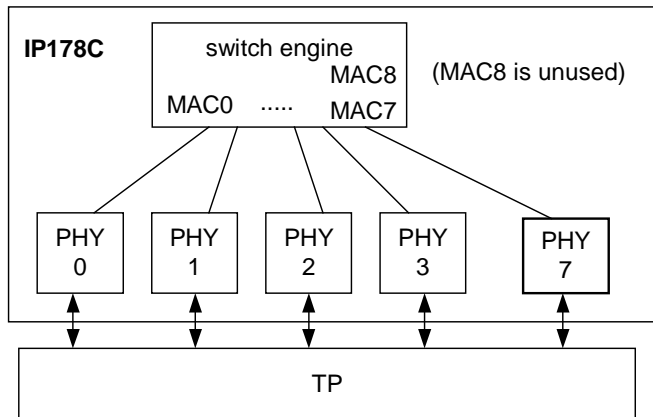 IP178C
switch engine
MAC8
(MAC8 is unused)
MAC0 ..... MAC7
PHY 0
PHY 1
PHY 2
PHY 3
PHY 7
TP